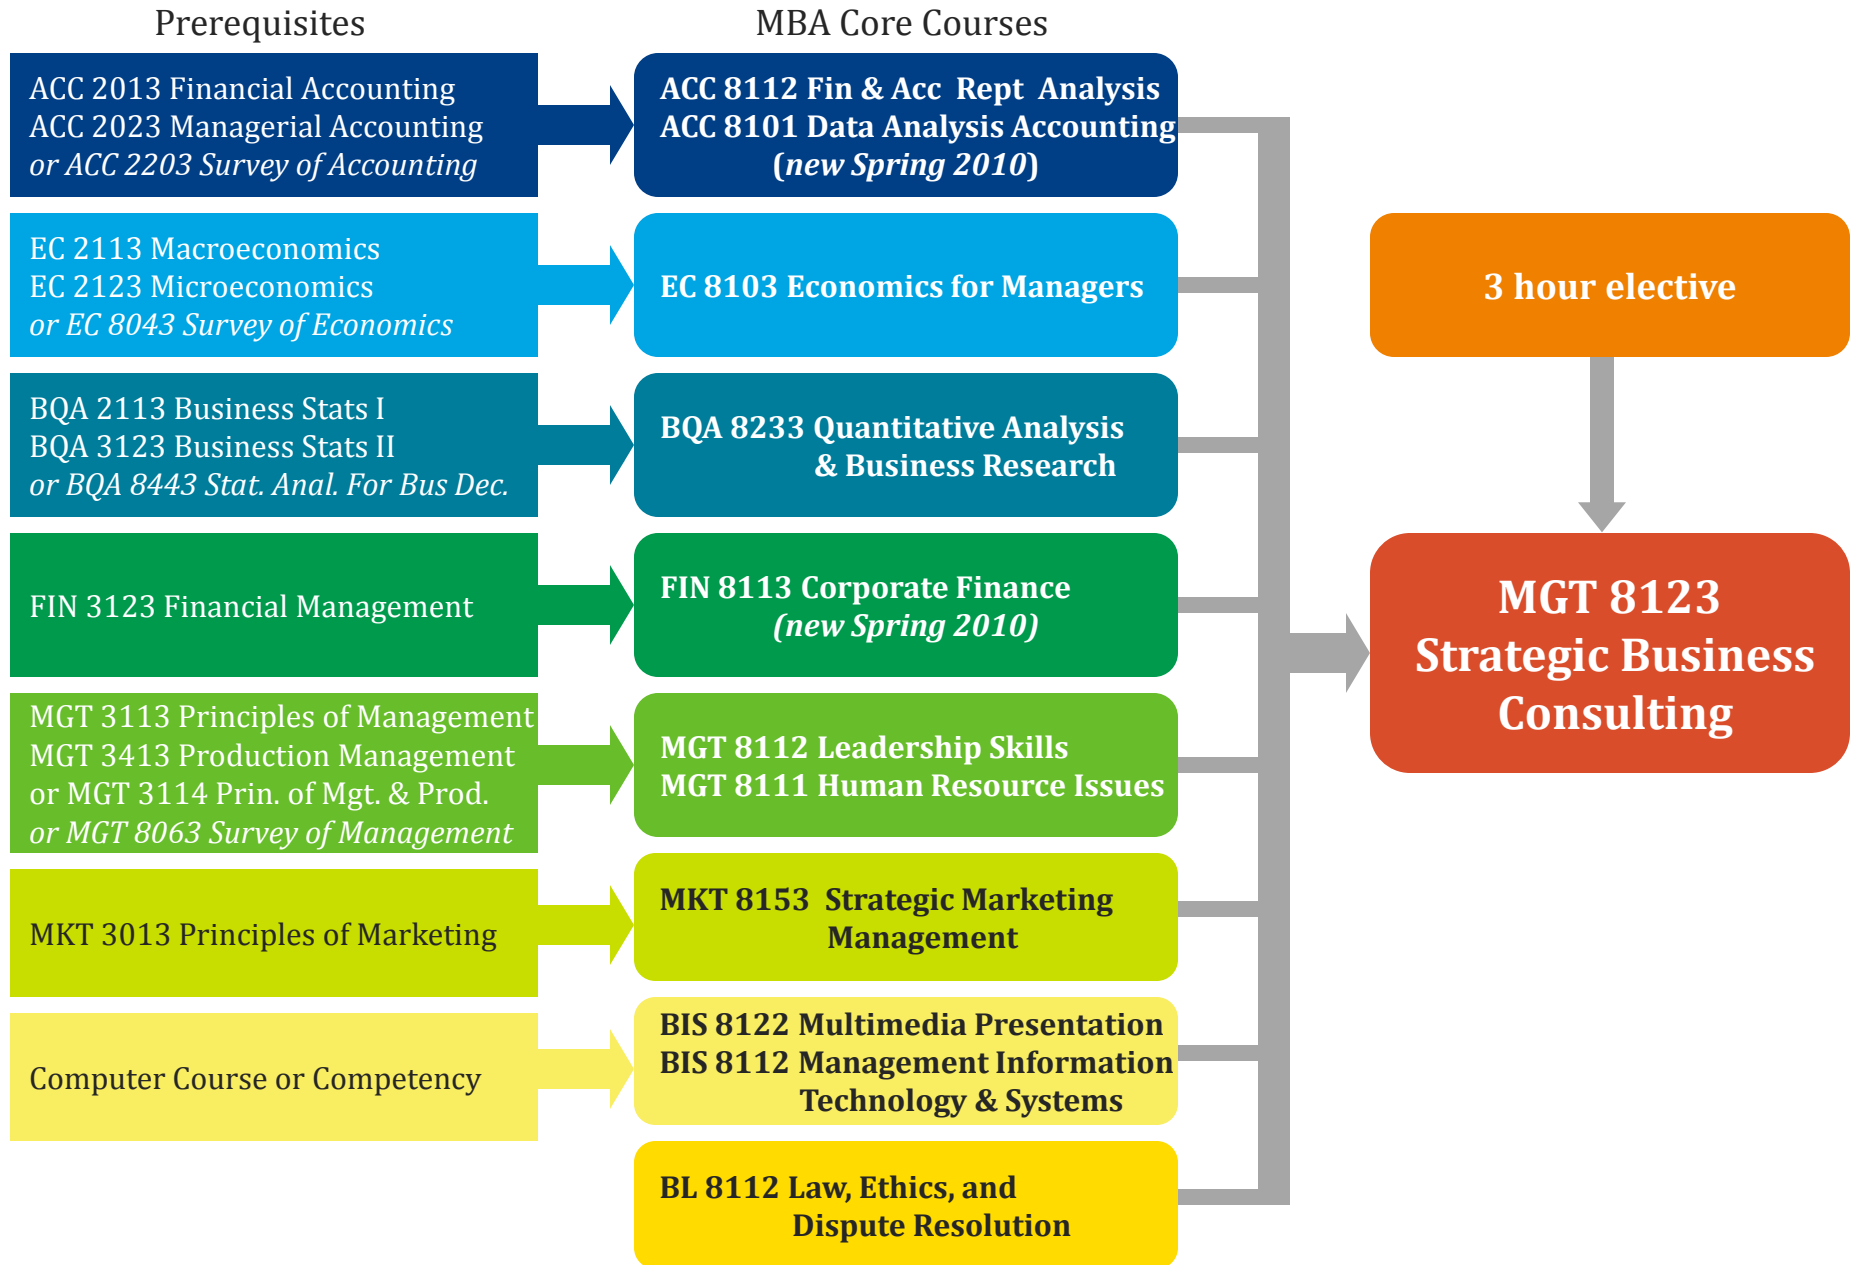 Prerequisites
MBA Core Courses
ACC 2013 Financial Accounting
ACC 2023 Managerial Accounting
or ACC 2203 Survey of Accounting
ACC 8112 Fin & Acc Rept Analysis
ACC 8101 Data Analysis Accounting
(new Spring 2010)
EC 2113 Macroeconomics
EC 2123 Microeconomics
or EC 8043 Survey of Economics
EC 8103 Economics for Managers
3 hour elective
BQA 2113 Business Stats I
BQA 3123 Business Stats II
or BQA 8443 Stat. Anal. For Bus Dec.
BQA 8233 Quantitative Analysis
& Business Research
FIN 3123 Financial Management
FIN 8113 Corporate Finance
(new Spring 2010)
MGT 8123
Strategic Business
Consulting
MGT 3113 Principles of Management
MGT 3413 Production Management
or MGT 3114 Prin. of Mgt. & Prod.
or MGT 8063 Survey of Management
MGT 8112 Leadership Skills
MGT 8111 Human Resource Issues
MKT 3013 Principles of Marketing
MKT 8153 Strategic Marketing
Management
Computer Course or Competency
BIS 8122 Multimedia Presentation
BIS 8112 Management Information
Technology & Systems
BL 8112 Law, Ethics, and
Dispute Resolution